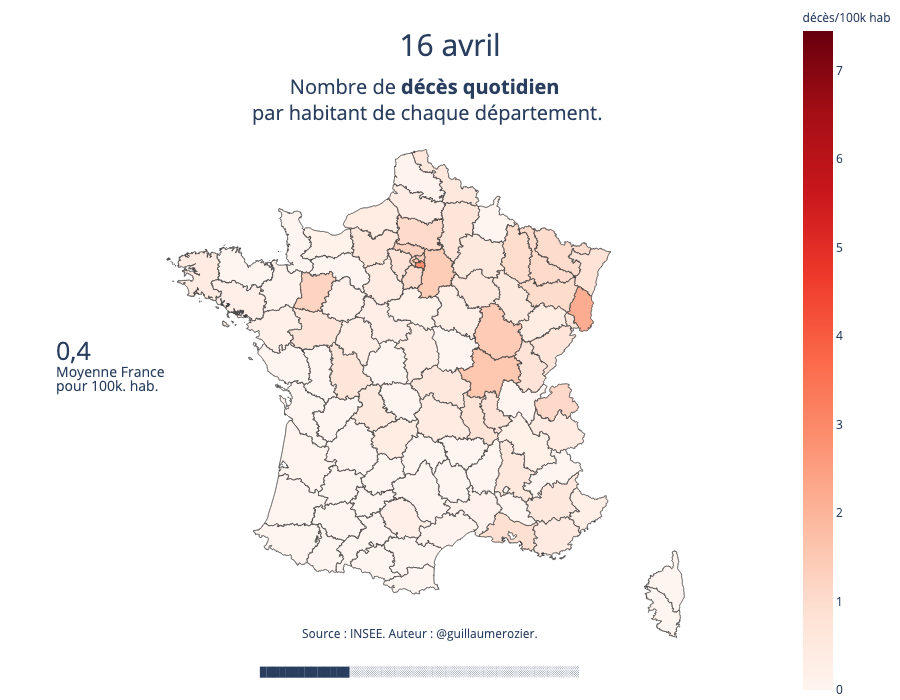 décès/100k hab
16 avril
Nombre de décès quotidien
par habitant de chaque département.
7
6
5
4
3
2
1
0
0,4
Moyenne France
pour 100k. hab.
Source : INSEE. Auteur : @guillaumerozier.